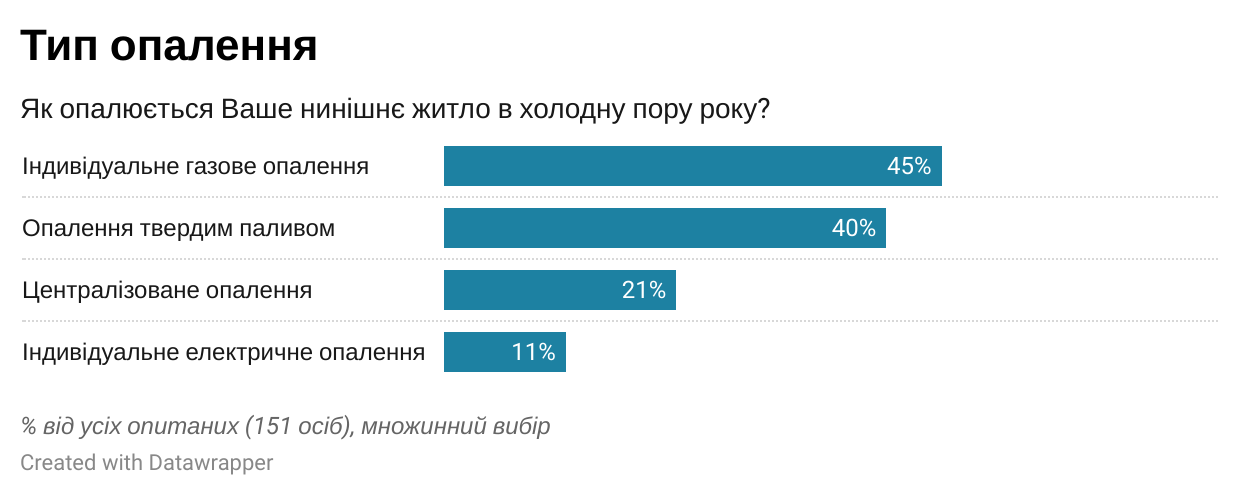 Тип опалення
Як опалюється Ваше нинішнє житло в холодну пору року?
Індивідуальне газове опалення 45%
Опалення твердим паливом 40%
Централізоване опалення 21%
Індивідуальне електричне опалення 11%
% від усіх опитаних (151 осіб), множинний вибір
Created with Datawrapper